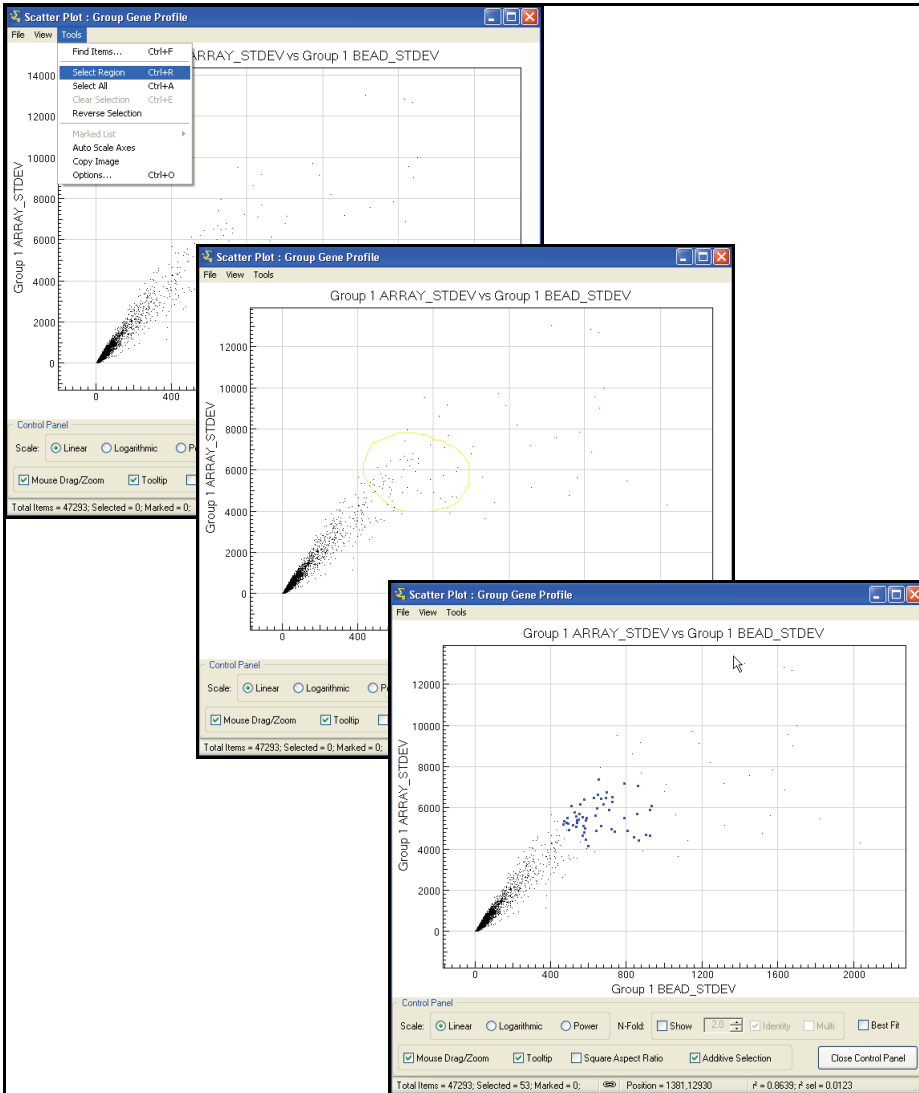 Scatter Plot : Group Gene Profile
File View Tools
Find Items... Ctrl+F
Select Region Ctrl+R
Select All Ctrl+A
Clear Selection Ctrl+E
Reverse Selection
Marked List
Auto Scale Axes
Copy Image
Options... Ctrl+O
ARRAY_STDEV vs Group 1 BEAD_STDEV
Group 1 ARRAY_STDEV
14000
12000
10000
8000
6000
4000
2000
0
0 400
Control Panel
Scale: Linear Logarithmic
Mouse Drag/Zoom Tooltip
Total Items = 47293; Selected = 0; Marked = 0;
Scatter Plot : Group Gene Profile
File View Tools
Group 1 ARRAY_STDEV vs Group 1 BEAD_STDEV
Group 1 ARRAY_STDEV
12000
10000
8000
6000
4000
2000
0
0 400
Control Panel
Scale: Linear Logarithmic
Mouse Drag/Zoom Tooltip
Total Items = 47293; Selected = 0; Marked = 0;
Scatter Plot : Group Gene Profile
File View Tools
Group 1 ARRAY_STDEV vs Group 1 BEAD_STDEV
Group 1 ARRAY_STDEV
12000
10000
8000
6000
4000
2000
0
0 400 800 1200 1600 2000
Group 1 BEAD_STDEV
Control Panel
Scale: Linear Logarithmic Power N-Fold: Show 2.0 Identity Multi Best Fit
Mouse Drag/Zoom Tooltip Square Aspect Ratio Additive Selection Close Control Panel
Total Items = 47293; Selected = 53; Marked = 0; Position = 1381,12930 r² = 0.8639; r² sel = 0.0123